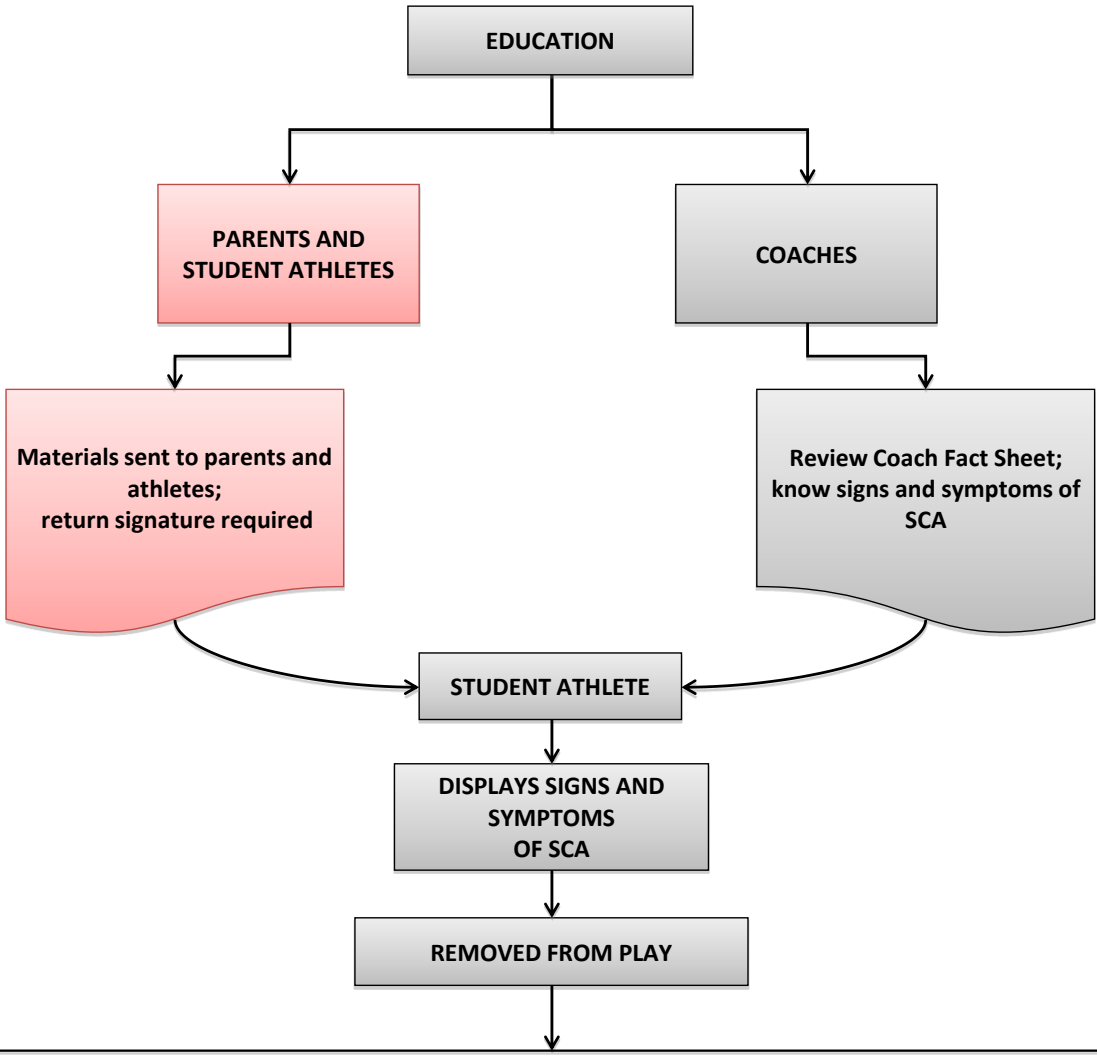 EDUCATION
PARENTS AND
STUDENT ATHLETES
COACHES
Materials sent to parents and
athletes;
return signature required
Review Coach Fact Sheet;
know signs and symptoms of
SCA
STUDENT ATHLETE
DISPLAYS SIGNS AND
SYMPTOMS
OF SCA
REMOVED FROM PLAY